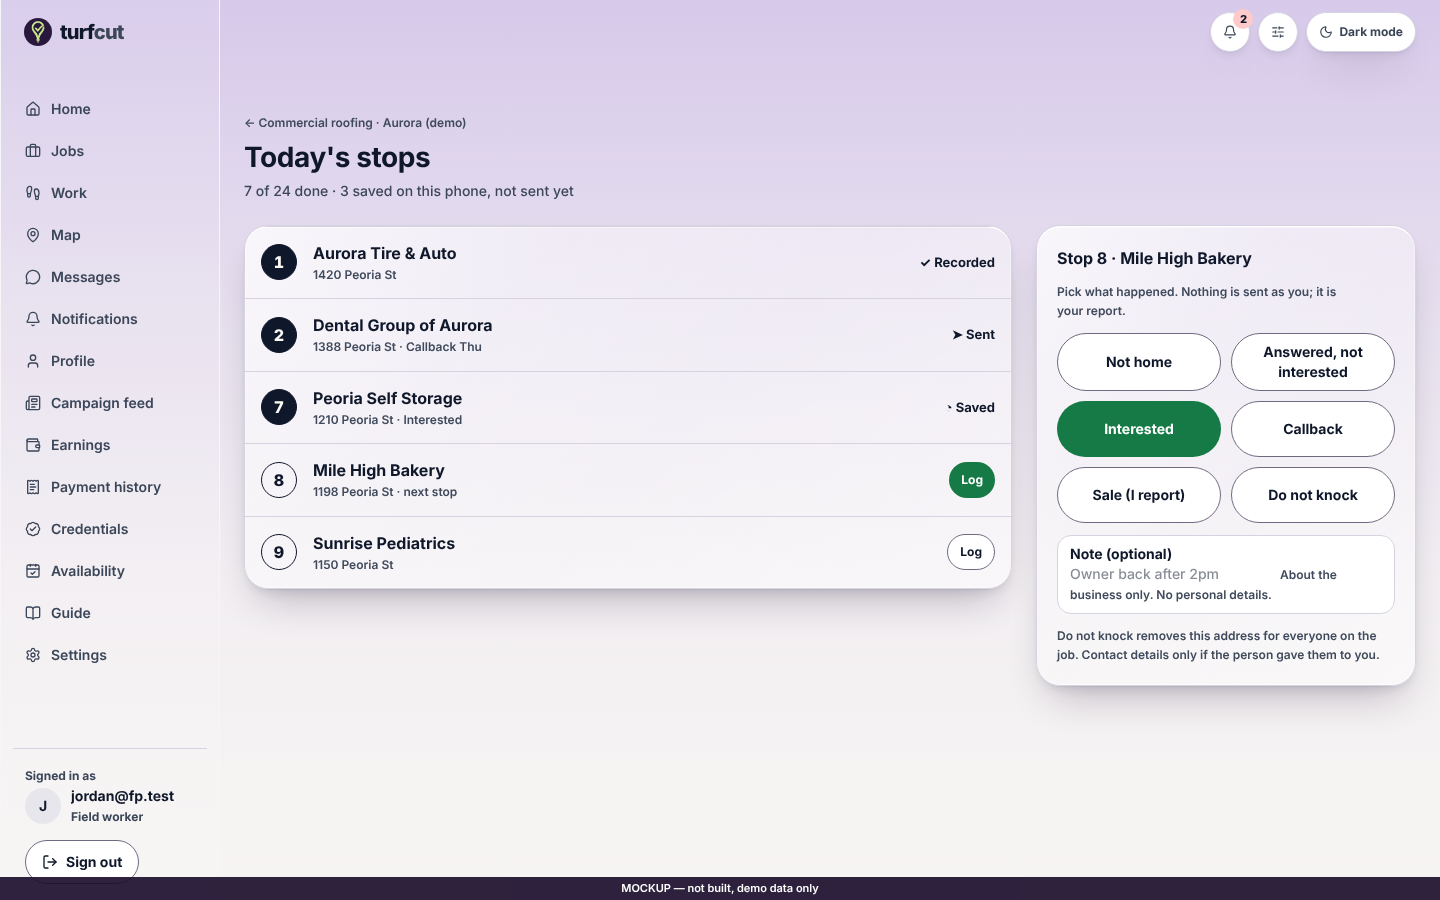 turfcut
2
Dark mode
Home
Jobs
Work
Map
Messages
Notifications
Profile
Campaign feed
Earnings
Payment history
Credentials
Availability
Guide
Settings
Signed in as
J
jordan@fp.test
Field worker
Sign out
← Commercial roofing · Aurora (demo)
Today's stops
7 of 24 done · 3 saved on this phone, not sent yet
1
Aurora Tire & Auto
1420 Peoria St
✓ Recorded
2
Dental Group of Aurora
1388 Peoria St · Callback Thu
➤ Sent
7
Peoria Self Storage
1210 Peoria St · Interested
Saved
8
Mile High Bakery
1198 Peoria St · next stop
Log
9
Sunrise Pediatrics
1150 Peoria St
Log
Stop 8 · Mile High Bakery
Pick what happened. Nothing is sent as you; it is
your report.
Not home
Answered, not
interested
Interested
Callback
Sale (I report)
Do not knock
Note (optional)
Owner back after 2pm About the
business only. No personal details.
Do not knock removes this address for everyone on the
job. Contact details only if the person gave them to you.
MOCKUP — not built, demo data only